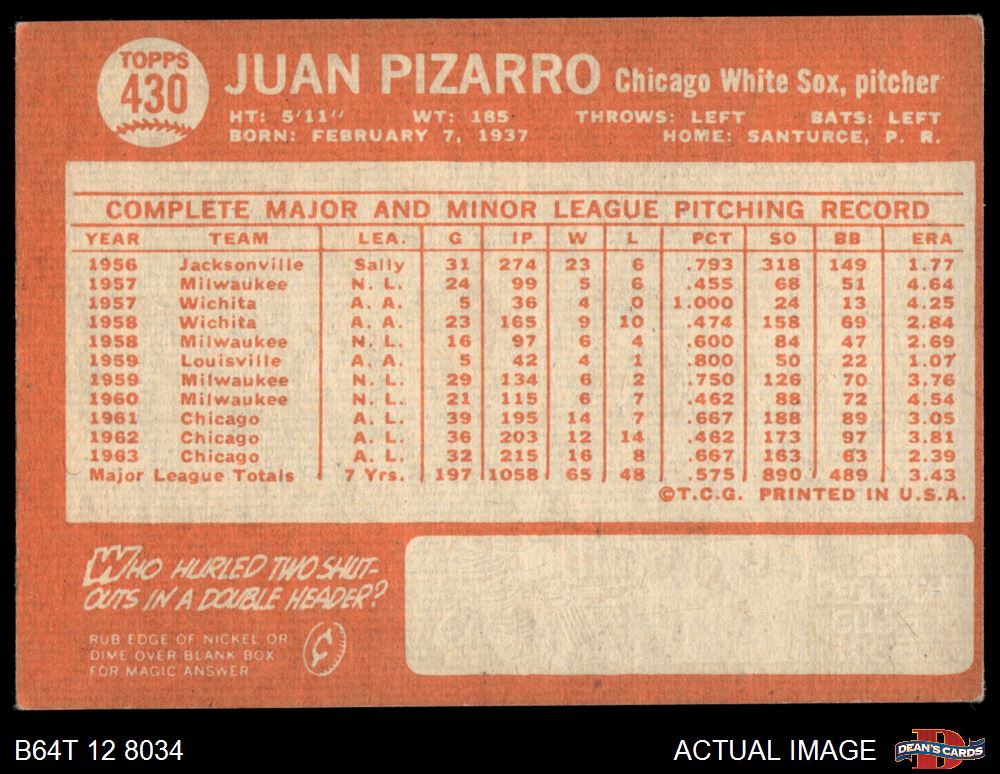 TOPPS
430
JUAN PIZARRO Chicago White Sox, pitcher
HT: 5'11" WT: 185 THROWS: LEFT BATS: LEFT
BORN: FEBRUARY 7, 1937 HOME: SANTURCE, P. R.
COMPLETE MAJOR AND MINOR LEAGUE PITCHING RECORD
YEAR TEAM LEA. G IP W L PCT SO BB ERA
1956 Jacksonville Sally 31 274 23 6 .793 318 149 1.77
1957 Milwaukee N. L. 24 99 5 6 .455 68 51 4.64
1957 Wichita A. A. 5 36 4 0 1.000 24 13 4.25
1958 Wichita A. A. 23 165 9 10 .474 158 69 2.84
1958 Milwaukee N. L. 16 97 6 4 .600 84 47 2.69
1959 Louisville A. A. 5 42 4 1 .800 50 22 1.07
1959 Milwaukee N. L. 29 134 6 2 .750 126 70 3.76
1960 Milwaukee N. L. 21 115 6 7 .462 88 72 4.54
1961 Chicago A. L. 39 195 14 7 .667 188 89 3.05
1962 Chicago A. L. 36 203 12 14 .462 173 97 3.81
1963 Chicago A. L. 32 215 16 8 .667 163 63 2.39
Major League Totals 7 Yrs. 197 1058 65 48 .575 890 489 3.43
©T.C.G. PRINTED IN U.S.A.
WHO HURLED TWO SHUT-
OUTS IN A DOUBLE HEADER?
RUB EDGE OF NICKEL OR
DIME OVER BLANK BOX
FOR MAGIC ANSWER
B64T 12 8034 ACTUAL IMAGE DEAN'S CARDS